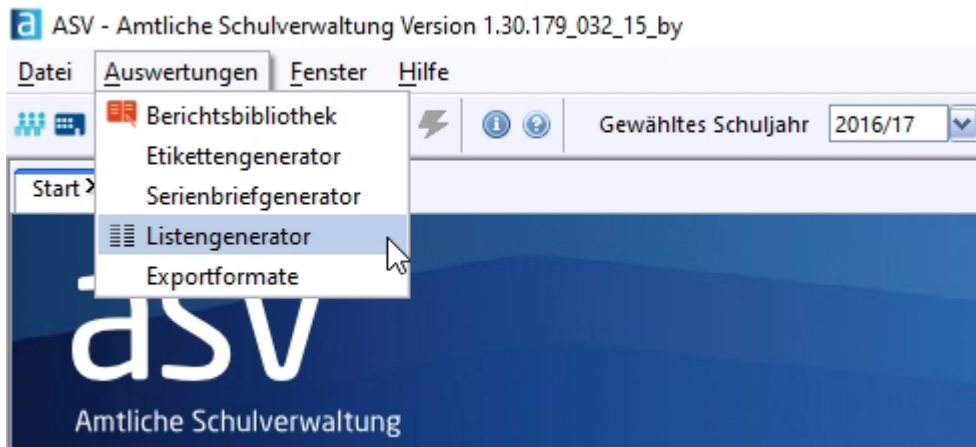 ASV - Amtliche Schulverwaltung Version 1.30.179_032_15_by
Datei Auswertungen Fenster Hilfe
Gewähltes Schuljahr 2016/17
Berichtsbibliothek
Etikettengenerator
Start
Serienbriefgenerator
Listengenerator
Exportformate
asv
Amtliche Schulverwaltung